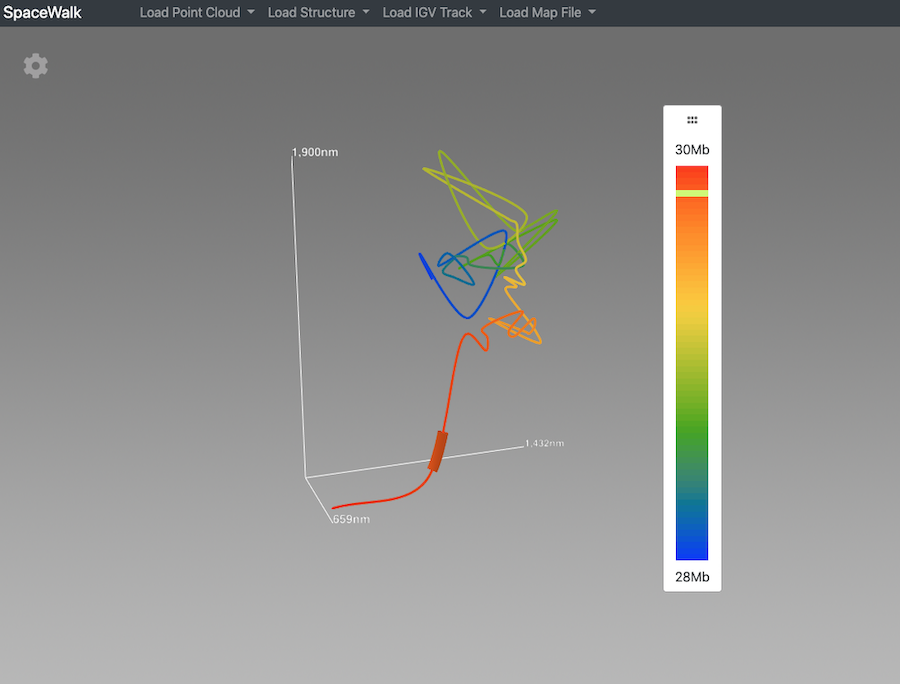 SpaceWalk Load Point Cloud Load Structure Load IGV Track Load Map File
1,900nm
30Mb
1,432nm
659nm
28Mb